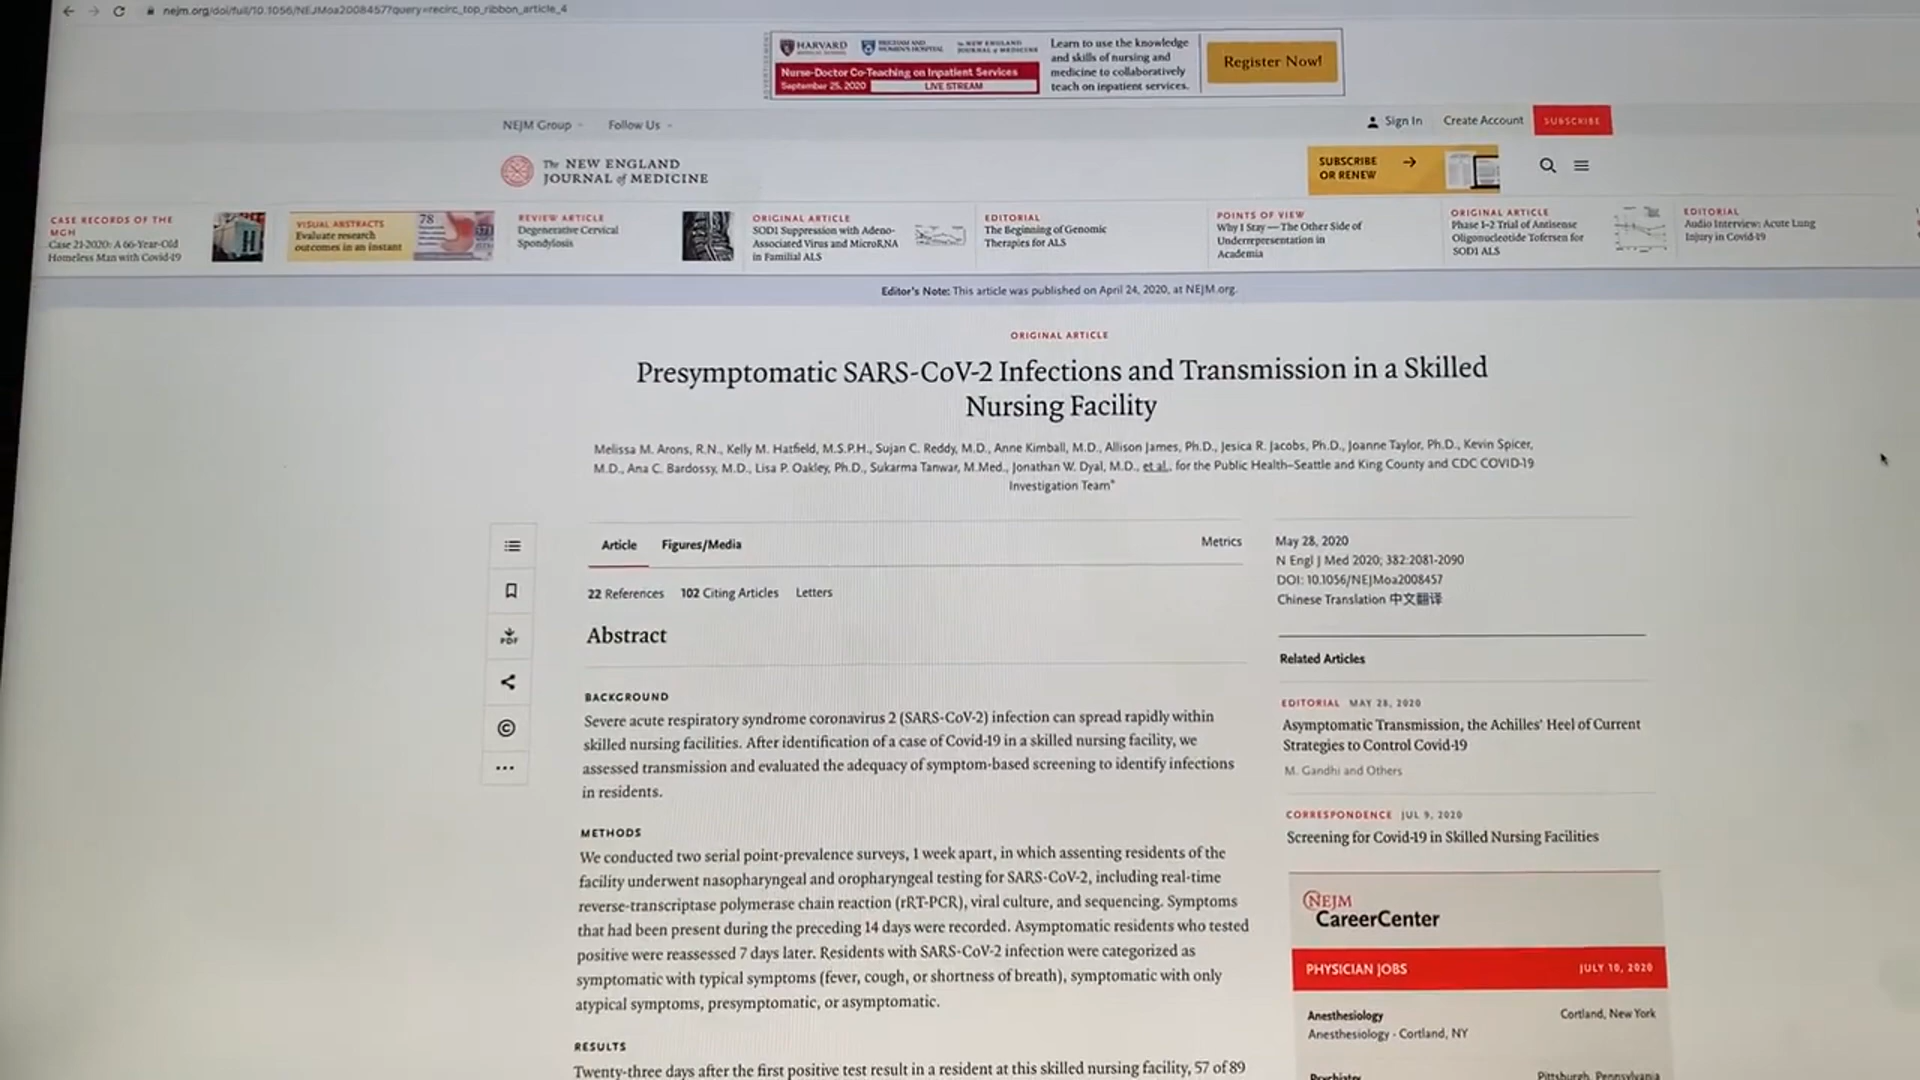 nejm.org/doi/full/10.1056/NEJMoa2008457?query=recirc_top_ribbon_article_4
ADVERTISEMENT
HARVARD
BRIGHAM AND
WOMEN'S HOSPITAL
The NEW ENGLAND
JOURNAL of MEDICINE
Nurse-Doctor Co-Teaching on Inpatient Services
September 25, 2020
LIVE STREAM
Learn to use the knowledge
and skills of nursing and
medicine to collaboratively
teach on inpatient services.
Register Now!
NEJM Group
Follow Us
Sign In
Create Account
SUBSCRIBE
The NEW ENGLAND
JOURNAL of MEDICINE
SUBSCRIBE
OR RENEW
CASE RECORDS OF THE
MGH
Case 21-2020: A 66-Year-Old
Homeless Man with Covid-19
VISUAL ABSTRACTS
Evaluate research
outcomes in an instant
78
REVIEW ARTICLE
Degenerative Cervical
Spondylosis
ORIGINAL ARTICLE
SOD1 Suppression with Adeno-
Associated Virus and MicroRNA
in Familial ALS
EDITORIAL
The Beginning of Genomic
Therapies for ALS
POINTS OF VIEW
Why I Stay — The Other Side of
Underrepresentation in
Academia
ORIGINAL ARTICLE
Phase 1–2 Trial of Antisense
Oligonucleotide Tofersen for
SOD1 ALS
EDITORIAL
Audio Interview: Acute Lung
Injury in Covid-19
Editor's Note: This article was published on April 24, 2020, at NEJM.org.
ORIGINAL ARTICLE
Presymptomatic SARS-CoV-2 Infections and Transmission in a Skilled
Nursing Facility
Melissa M. Arons, R.N., Kelly M. Hatfield, M.S.P.H., Sujan C. Reddy, M.D., Anne Kimball, M.D., Allison James, Ph.D., Jesica R. Jacobs, Ph.D., Joanne Taylor, Ph.D., Kevin Spicer,
M.D., Ana C. Bardossy, M.D., Lisa P. Oakley, Ph.D., Sukarma Tanwar, M.Med., Jonathan W. Dyal, M.D., et al., for the Public Health–Seattle and King County and CDC COVID-19
Investigation Team*
Article
Figures/Media
Metrics
22 References
102 Citing Articles
Letters
May 28, 2020
N Engl J Med 2020; 382:2081-2090
DOI: 10.1056/NEJMoa2008457
Chinese Translation 中文翻译
PDF
Abstract
BACKGROUND
Severe acute respiratory syndrome coronavirus 2 (SARS-CoV-2) infection can spread rapidly within
skilled nursing facilities. After identification of a case of Covid-19 in a skilled nursing facility, we
assessed transmission and evaluated the adequacy of symptom-based screening to identify infections
in residents.
METHODS
We conducted two serial point-prevalence surveys, 1 week apart, in which assenting residents of the
facility underwent nasopharyngeal and oropharyngeal testing for SARS-CoV-2, including real-time
reverse-transcriptase polymerase chain reaction (rRT-PCR), viral culture, and sequencing. Symptoms
that had been present during the preceding 14 days were recorded. Asymptomatic residents who tested
positive were reassessed 7 days later. Residents with SARS-CoV-2 infection were categorized as
symptomatic with typical symptoms (fever, cough, or shortness of breath), symptomatic with only
atypical symptoms, presymptomatic, or asymptomatic.
RESULTS
Twenty-three days after the first positive test result in a resident at this skilled nursing facility, 57 of 89
Related Articles
EDITORIAL MAY 28, 2020
Asymptomatic Transmission, the Achilles' Heel of Current
Strategies to Control Covid-19
M. Gandhi and Others
CORRESPONDENCE JUL 9, 2020
Screening for Covid-19 in Skilled Nursing Facilities
NEJM
CareerCenter
PHYSICIAN JOBS
JULY 10, 2020
Anesthesiology
Cortland, New York
Anesthesiology - Cortland, NY
Psychiatry
Pittsburgh, Pennsylvania